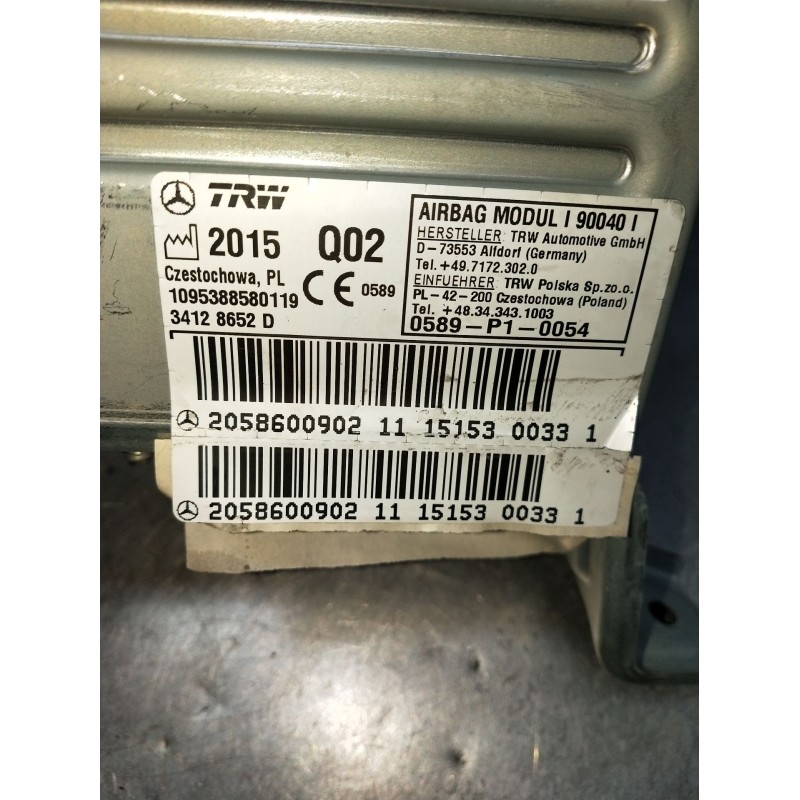 TRW
2015 Q02
Czestochowa, PL
1095388580119
3412 8652 D
CE 0589
AIRBAG MODUL I 90040 I
HERSTELLER: TRW Automotive GmbH
D-73553 Alfdorf (Germany)
Tel. +49.7172.302.0
EINFUEHRER: TRW Polska Sp.zo.o.
PL-42-200 Czestochowa (Poland)
Tel. +48.34.343.1003
0589-P1-0054
2058600902 11 15153 0033 1
2058600902 11 15153 0033 1